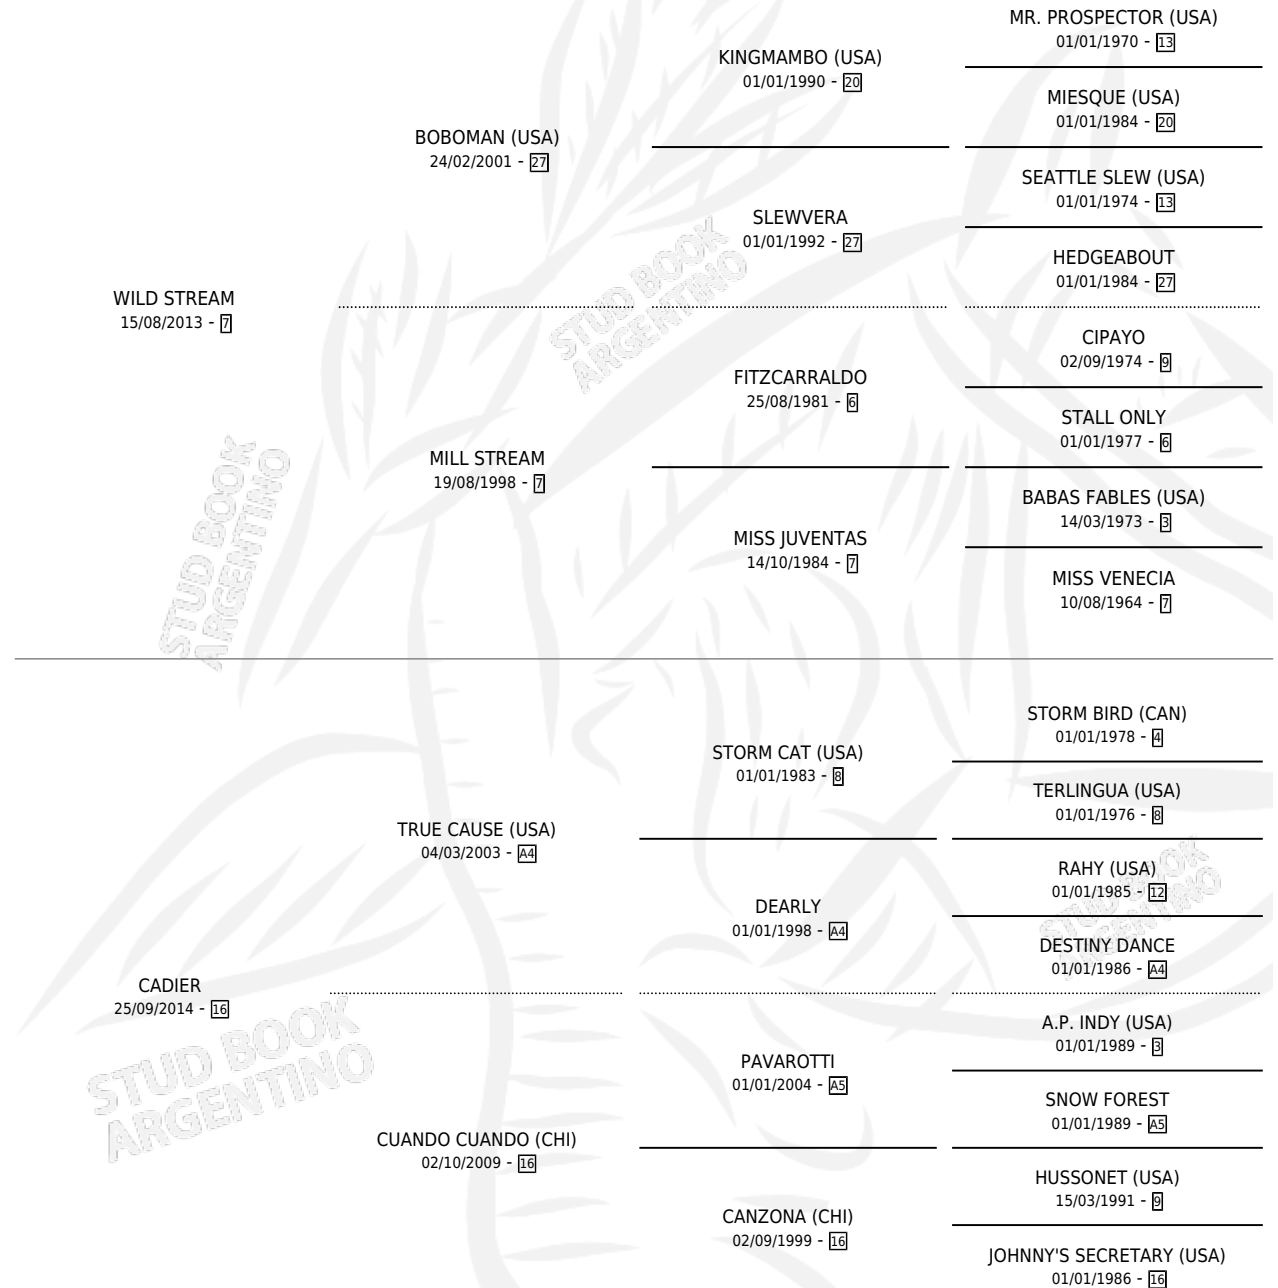 MR. PROSPECTOR (USA)
01/01/1970 - 13
KINGMAMBO (USA)
01/01/1990 - 20
MIESQUE (USA)
01/01/1984 - 20
BOBOMAN (USA)
24/02/2001 - 27
SEATTLE SLEW (USA)
01/01/1974 - 13
SLEWVERA
01/01/1992 - 27
HEDGEABOUT
01/01/1984 - 27
WILD STREAM
15/08/2013 - 7
CIPAYO
02/09/1974 - 9
FITZCARRALDO
25/08/1981 - 6
STALL ONLY
01/01/1977 - 6
MILL STREAM
19/08/1998 - 7
BABAS FABLES (USA)
14/03/1973 - 3
MISS JUVENTAS
14/10/1984 - 7
MISS VENECIA
10/08/1964 - 7
STUD BOOK
ARGENTINO
STUD BOOK
ARGENTINO
STORM BIRD (CAN)
01/01/1978 - 4
STORM CAT (USA)
01/01/1983 - 8
TERLINGUA (USA)
01/01/1976 - 8
TRUE CAUSE (USA)
04/03/2003 - A4
RAHY (USA)
01/01/1985 - 12
DEARLY
01/01/1998 - A4
DESTINY DANCE
01/01/1986 - A4
STUD BOOK
ARGENTINO
CADIER
25/09/2014 - 16
A.P. INDY (USA)
01/01/1989 - 3
PAVAROTTI
01/01/2004 - A5
SNOW FOREST
01/01/1989 - A5
CUANDO CUANDO (CHI)
02/10/2009 - 16
HUSSONET (USA)
15/03/1991 - 9
CANZONA (CHI)
02/09/1999 - 16
JOHNNY'S SECRETARY (USA)
01/01/1986 - 16
STUD BOOK
ARGENTINO